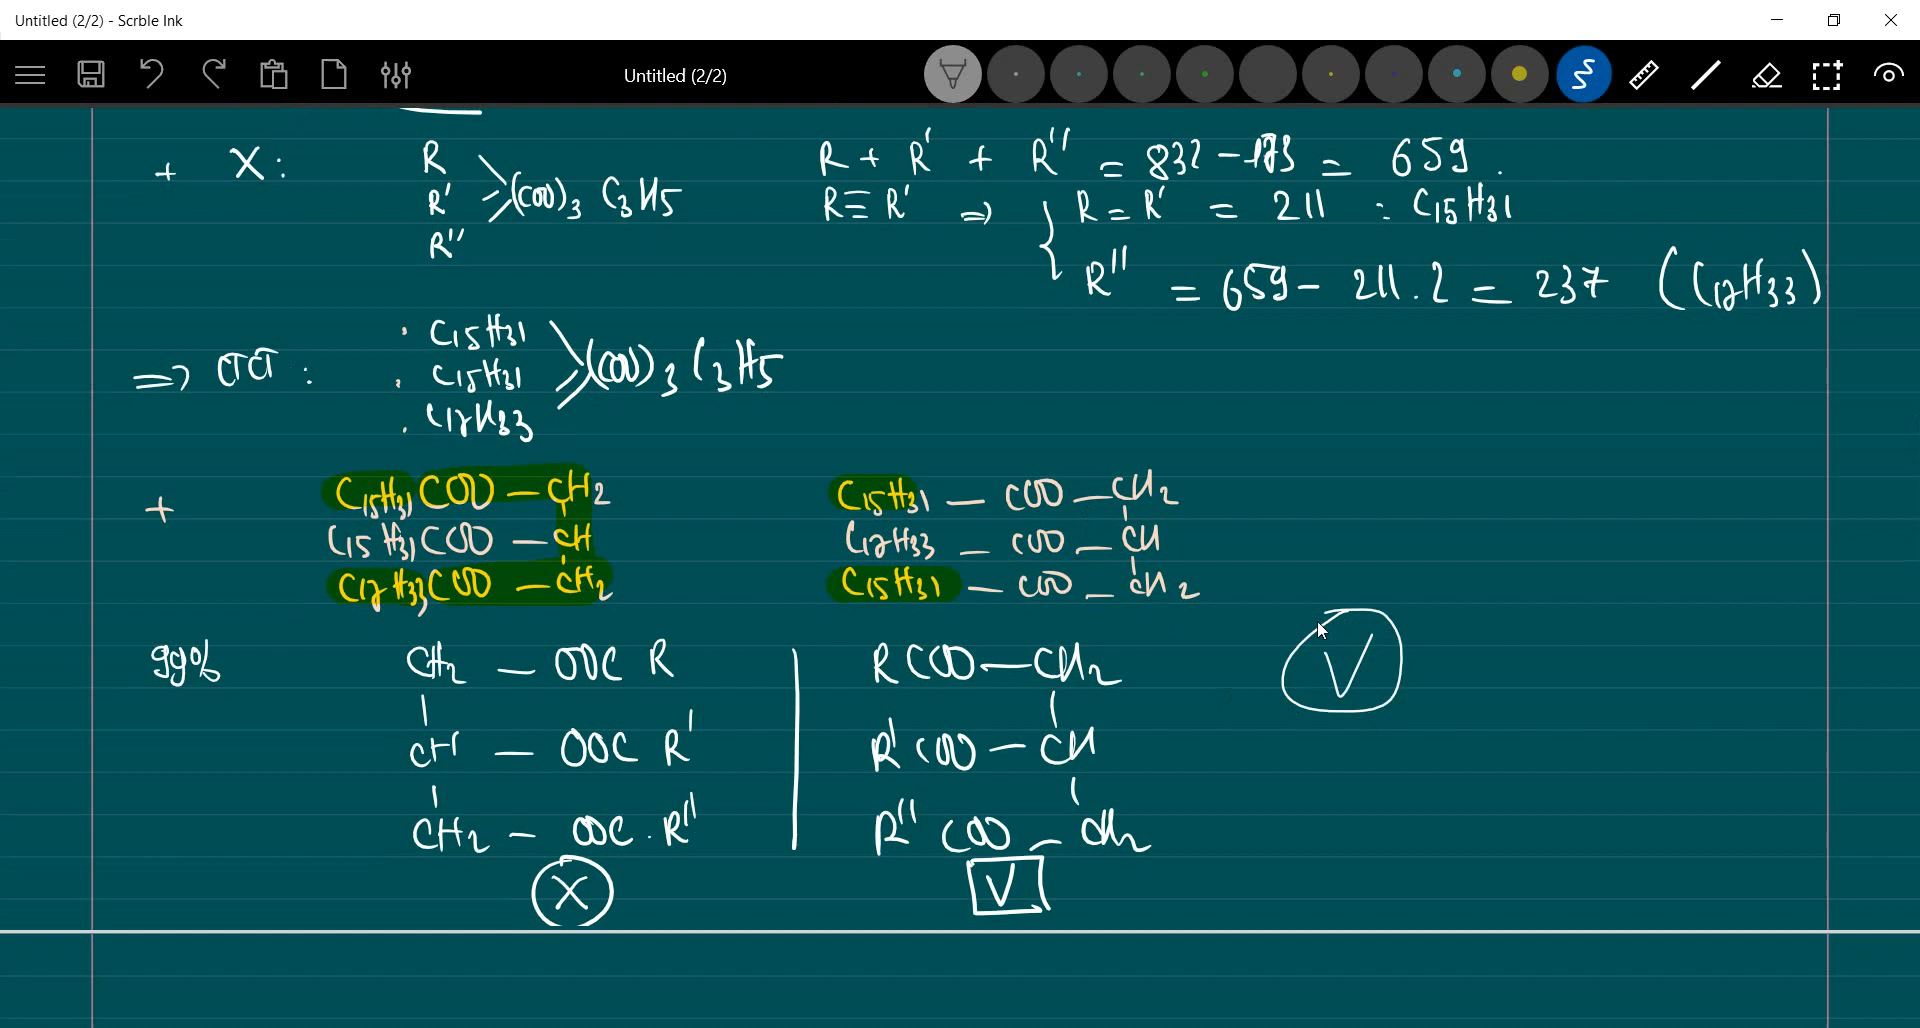 Untitled (2/2) - Scrble Ink
Untitled (2/2)
+ X: R R' R'' (COO)3 C3H5
R + R' + R'' = 832 - 173 = 659.
R ≡ R' => { R = R' = 211 : C15H31
R'' = 659 - 211.2 = 237 (C17H33)
=> CTCT : C15H31 C15H31 C17H33 (COO)3 C3H5
+ C15H31COO — CH2
C15H31COO — CH
C17H33COO — CH2
C15H31 — COO — CH2
C17H33 — COO — CH
C15H31 — COO — CH2
99%
CH2 — OOC R
CH — OOC R'
CH2 — OOC . R''
X
RCOO — CH2
R'COO — CH
R''COO — CH2
V
V